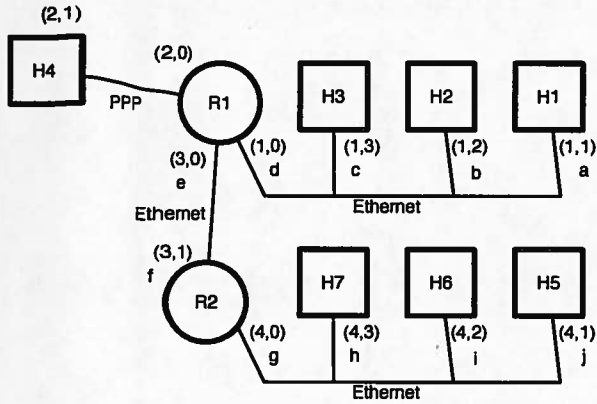 (2,1)
H4
PPP
(2,0)
R1
H3
H2
H1
(3,0)
e
(1,0)
d
(1,3)
c
(1,2)
b
(1,1)
a
Ethernet
Ethernet
(3,1)
f
R2
H7
H6
H5
(4,0)
g
(4,3)
h
(4,2)
i
(4,1)
j
Ethernet